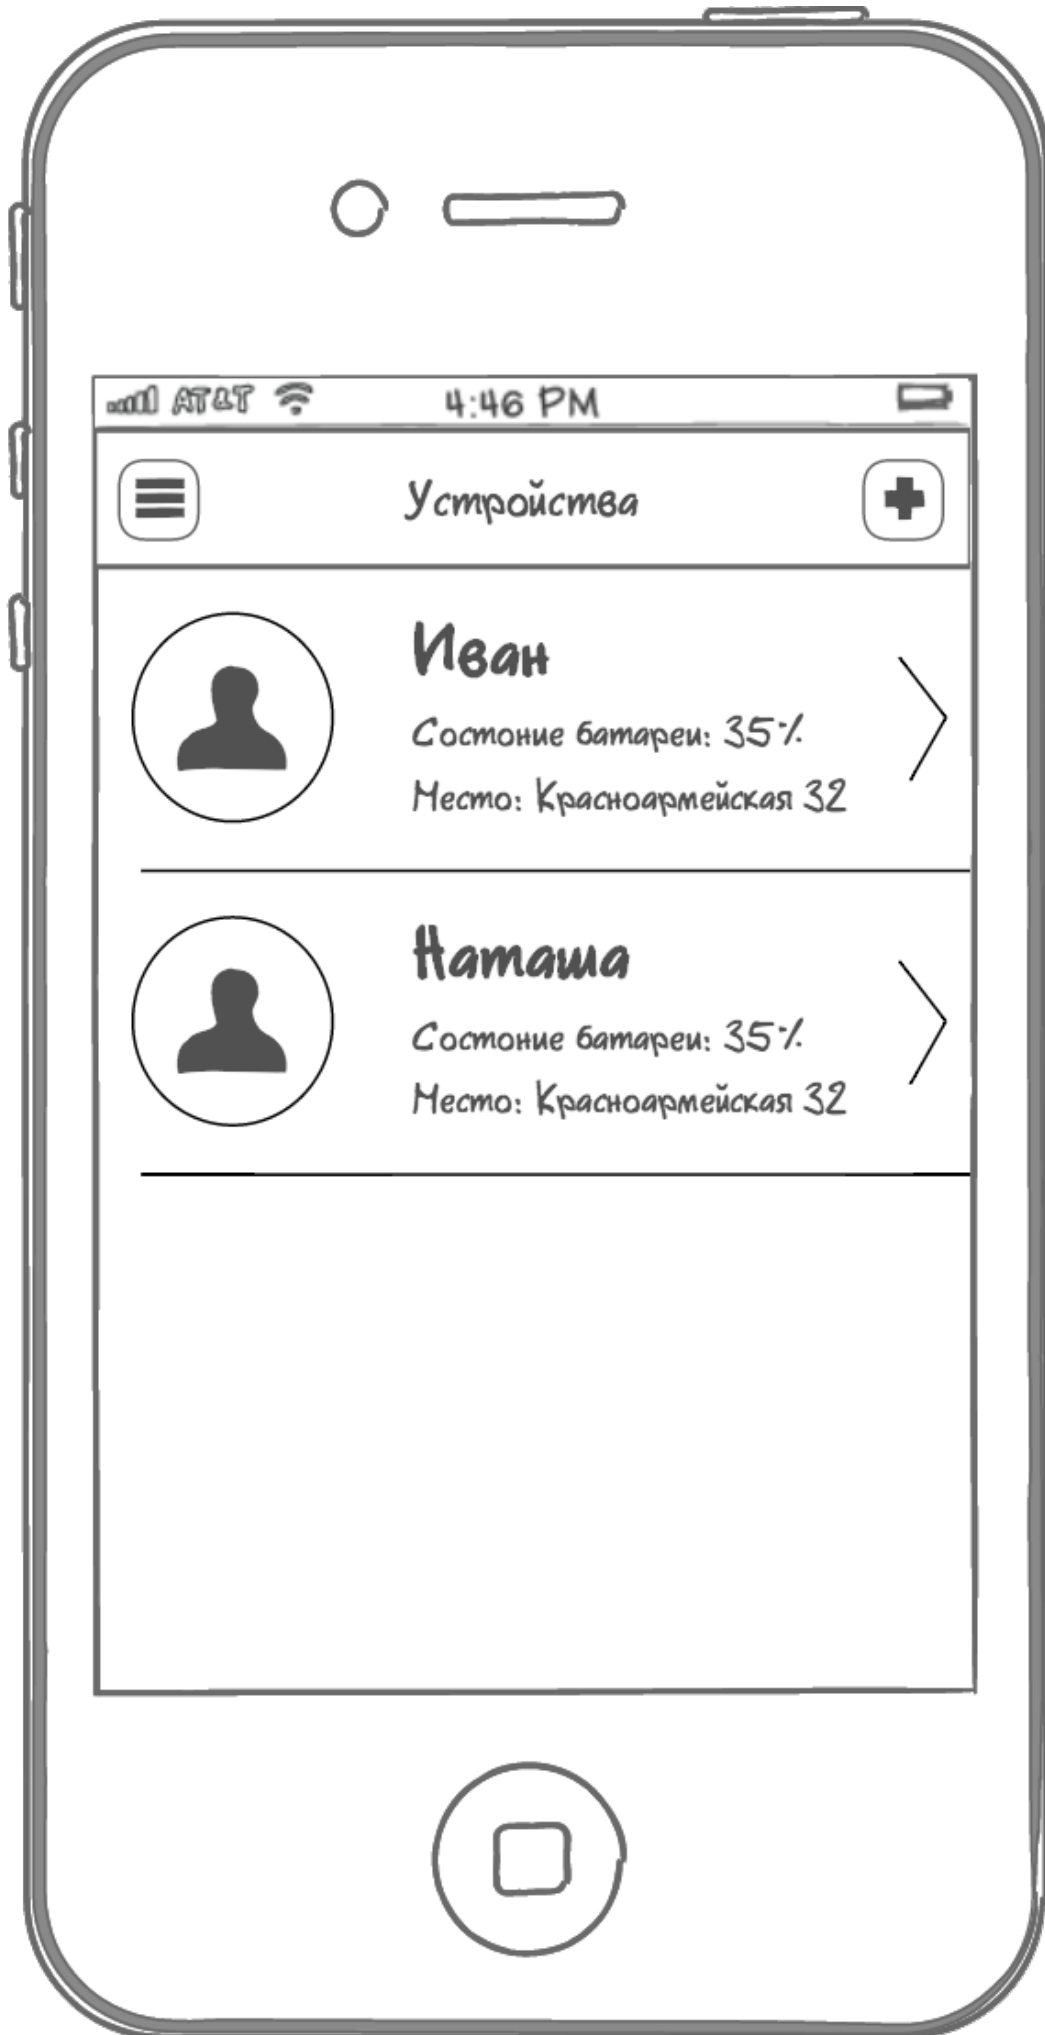 AT&T 4:46 PM
Устройства
Иван
Состоние батареи: 35%
Место: Красноармейская 32
Наташа
Состоние батареи: 35%
Место: Красноармейская 32